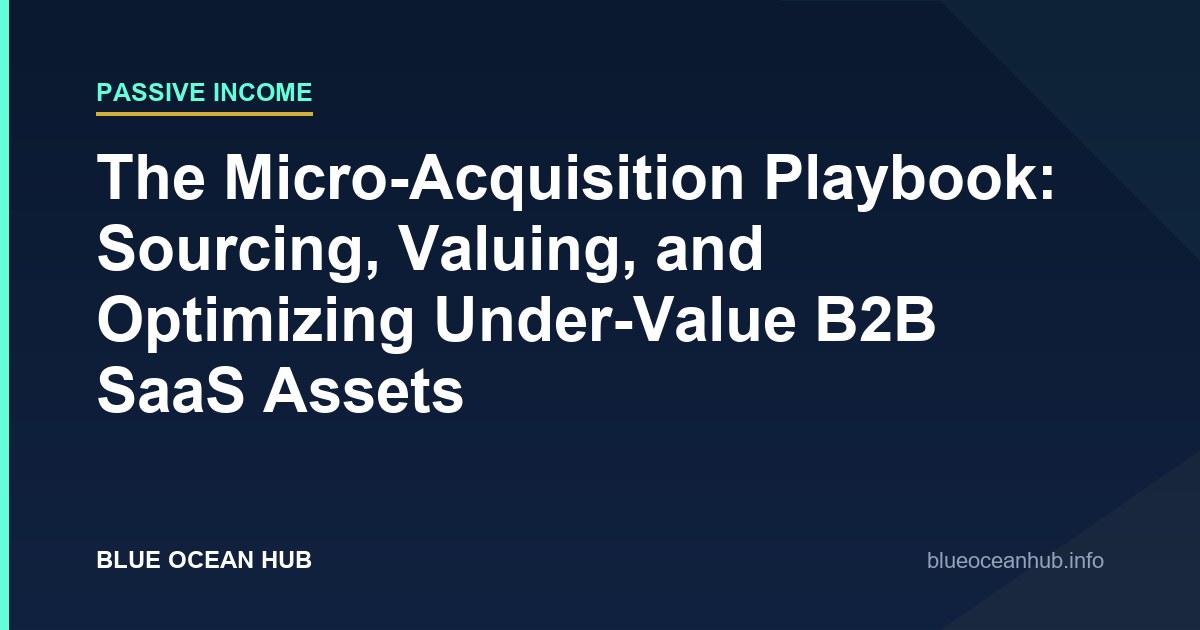 PASSIVE INCOME
The Micro-Acquisition Playbook:
Sourcing, Valuing, and
Optimizing Under-Value B2B
SaaS Assets
BLUE OCEAN HUB
blueoceanhub.info